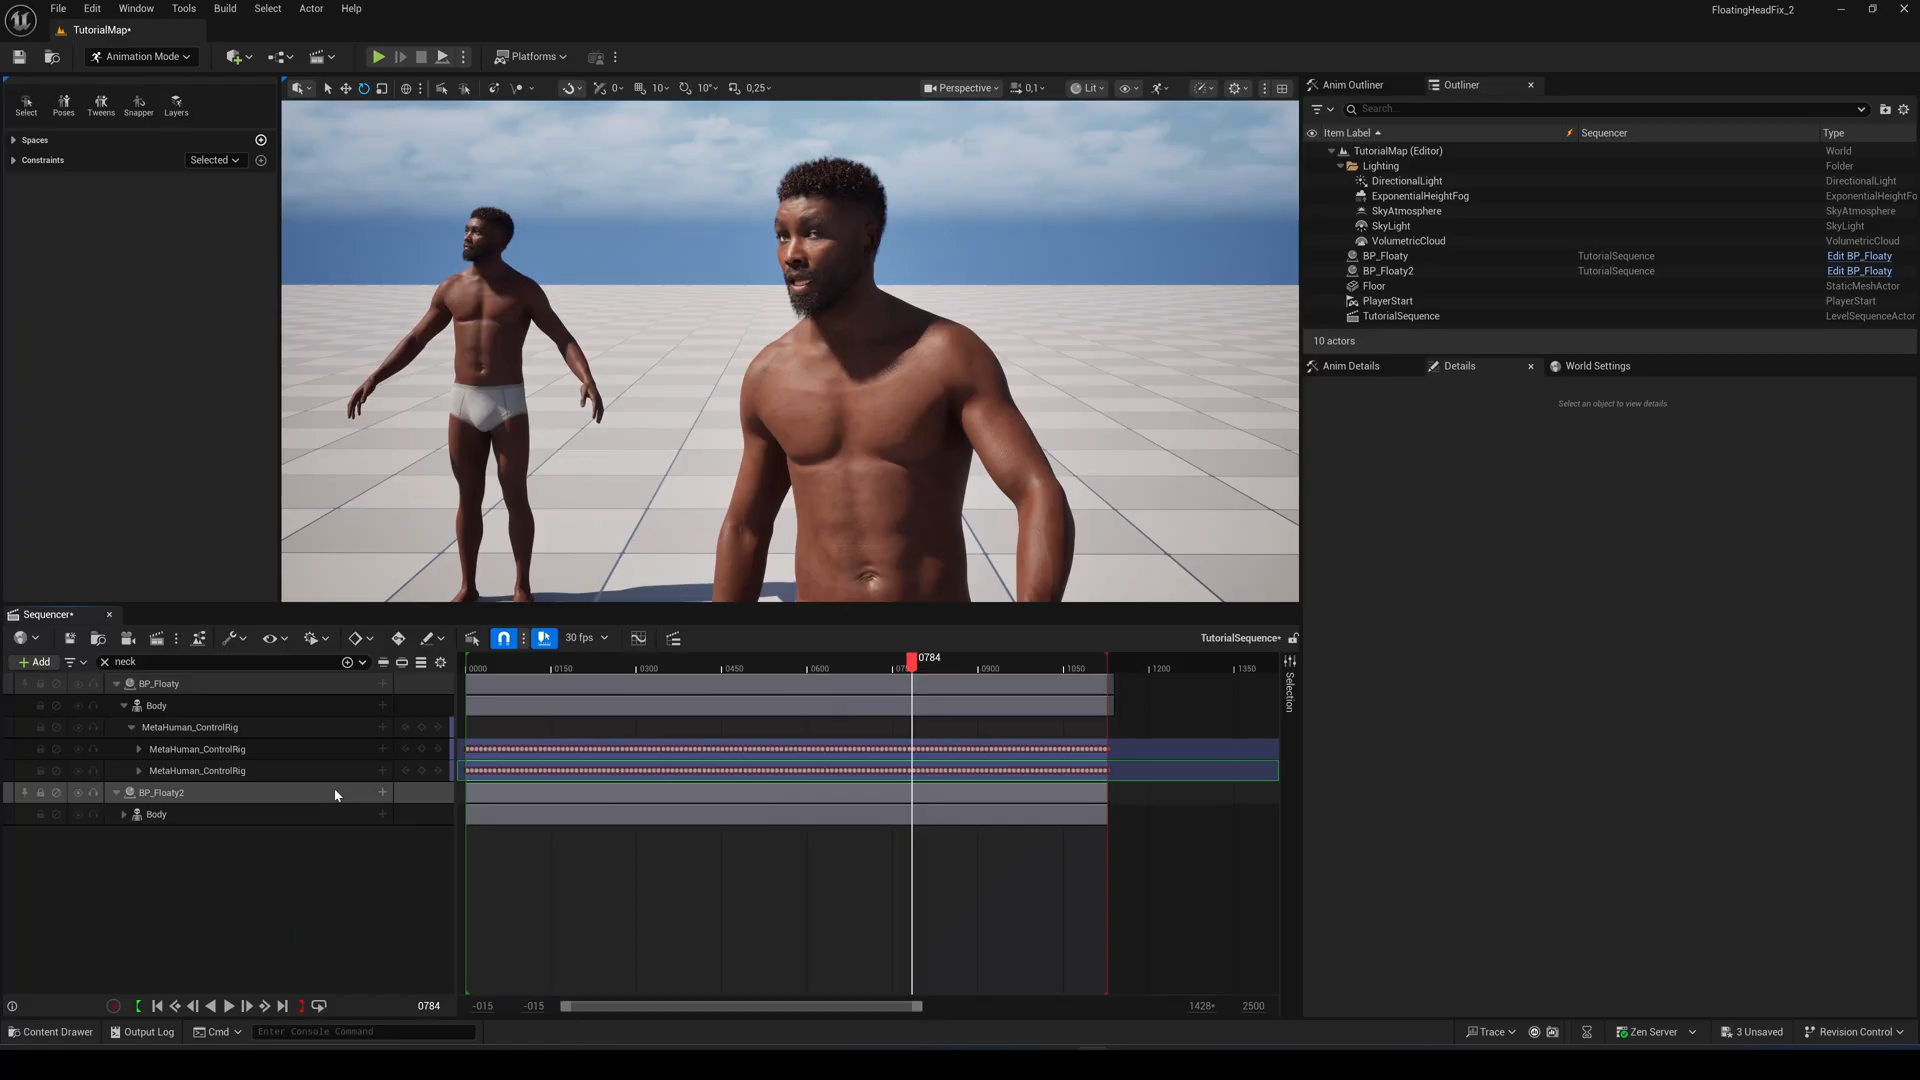 File Edit Window Tools Build Select Actor Help
FloatingHeadFix_2
TutorialMap*
Animation Mode
Platforms
Select Poses Tweens Snapper Layers
Spaces
Constraints
Selected
0 10 10° 0,25
Perspective 0,1 Lit
Anim Outliner Outliner
Search...
Item Label Sequencer Type
TutorialMap (Editor) World
Lighting Folder
DirectionalLight DirectionalLight
ExponentialHeightFog ExponentialHeightFo
SkyAtmosphere SkyAtmosphere
SkyLight SkyLight
VolumetricCloud VolumetricCloud
BP_Floaty TutorialSequence Edit BP_Floaty
BP_Floaty2 TutorialSequence Edit BP_Floaty
Floor StaticMeshActor
PlayerStart PlayerStart
TutorialSequence LevelSequenceActor
10 actors
Anim Details Details World Settings
Select an object to view details.
Sequencer*
30 fps
TutorialSequence*
Add neck
0784
0000 0150 0300 0450 0600 0900 1050 1200 1350
Selection
BP_Floaty
Body
MetaHuman_ControlRig
MetaHuman_ControlRig
MetaHuman_ControlRig
BP_Floaty2
Body
0784 -015 -015 1428* 2500
Content Drawer Output Log Cmd Enter Console Command
Trace Zen Server 3 Unsaved Revision Control